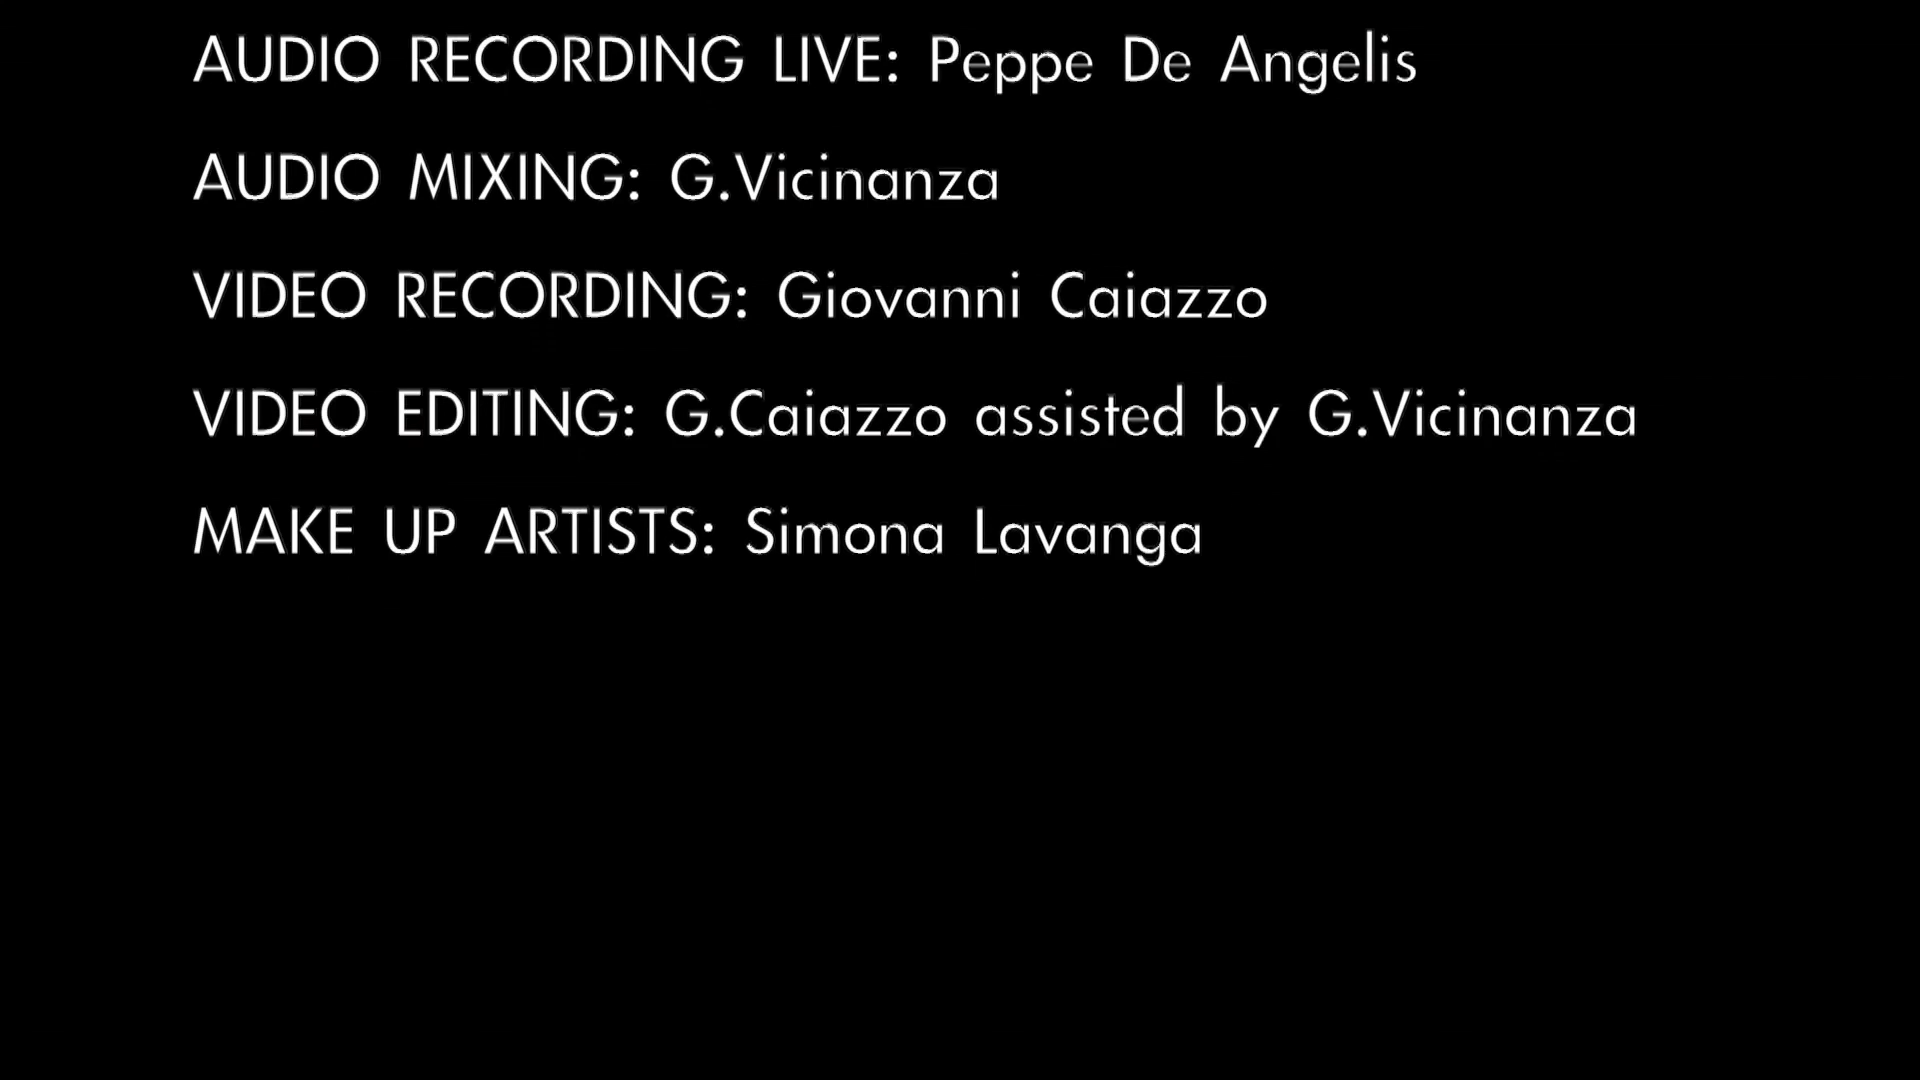 AUDIO RECORDING LIVE: Peppe De Angelis
AUDIO MIXING: G.Vicinanza
VIDEO RECORDING: Giovanni Caiazzo
VIDEO EDITING: G.Caiazzo assisted by G.Vicinanza
MAKE UP ARTISTS: Simona Lavanga